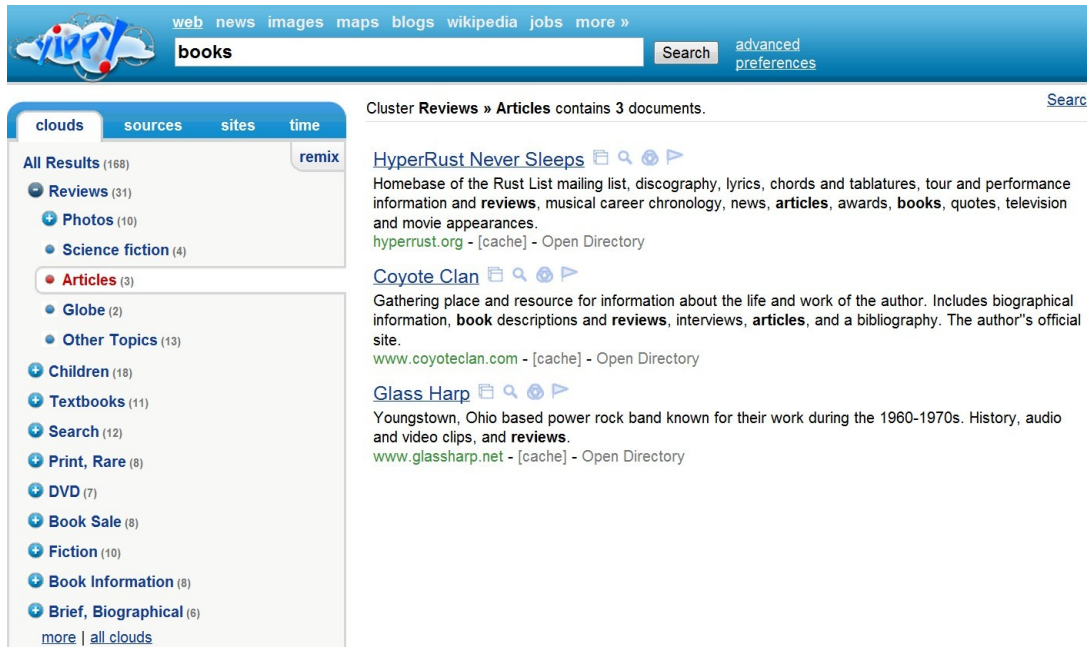 yippy!
web news images maps blogs wikipedia jobs more »
books
Search
advanced
preferences
clouds sources sites time
remix
All Results (168)
Reviews (31)
Photos (10)
Science fiction (4)
Articles (3)
Globe (2)
Other Topics (13)
Children (18)
Textbooks (11)
Search (12)
Print, Rare (8)
DVD (7)
Book Sale (8)
Fiction (10)
Book Information (8)
Brief, Biographical (6)
more | all clouds
Cluster Reviews » Articles contains 3 documents.
Searc
HyperRust Never Sleeps
Homebase of the Rust List mailing list, discography, lyrics, chords and tablatures, tour and performance
information and reviews, musical career chronology, news, articles, awards, books, quotes, television
and movie appearances.
hyperrust.org - [cache] - Open Directory
Coyote Clan
Gathering place and resource for information about the life and work of the author. Includes biographical
information, book descriptions and reviews, interviews, articles, and a bibliography. The author"s official
site.
www.coyoteclan.com - [cache] - Open Directory
Glass Harp
Youngstown, Ohio based power rock band known for their work during the 1960-1970s. History, audio
and video clips, and reviews.
www.glassharp.net - [cache] - Open Directory